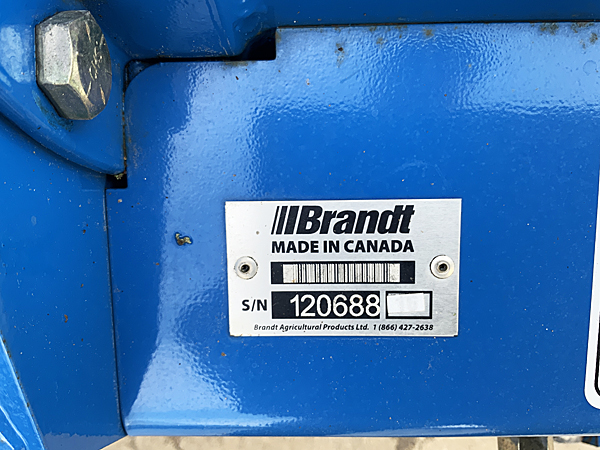 Brandt
MADE IN CANADA
S/N 120688
Brandt Agricultural Products Ltd. 1 (866) 427-2638